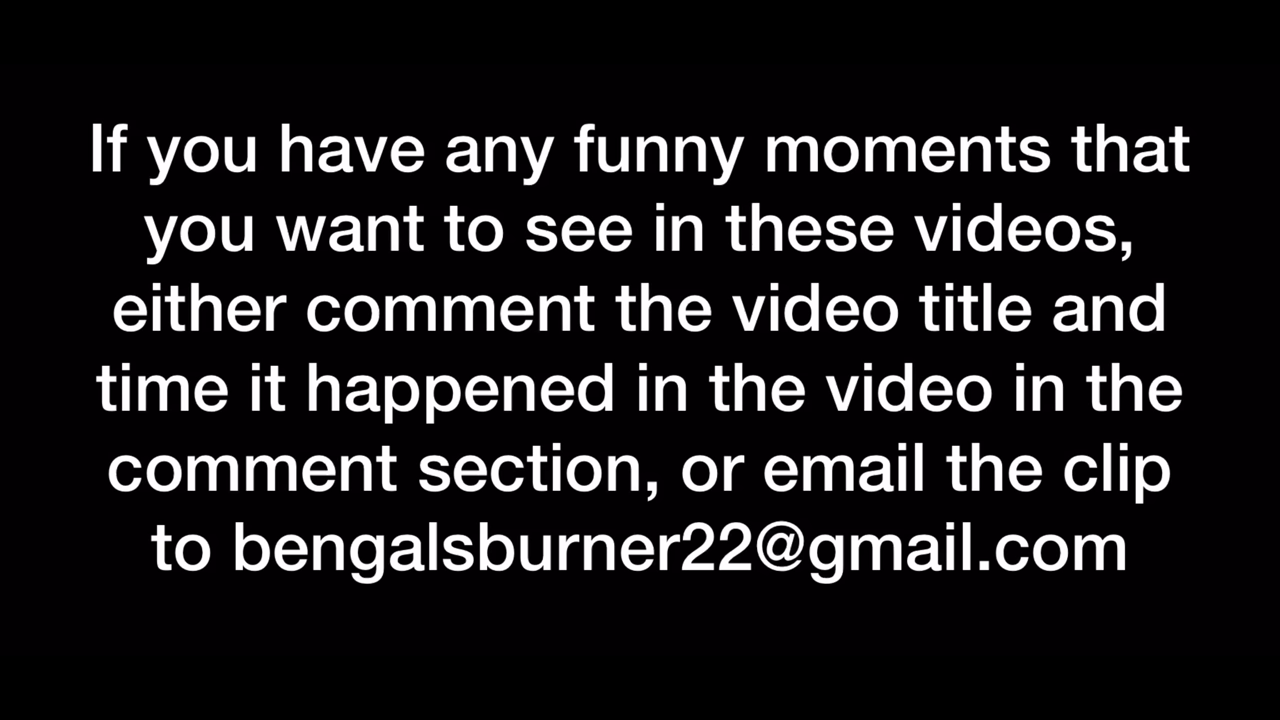 If you have any funny moments that
you want to see in these videos,
either comment the video title and
time it happened in the video in the
comment section, or email the clip
to bengalsburner22@gmail.com